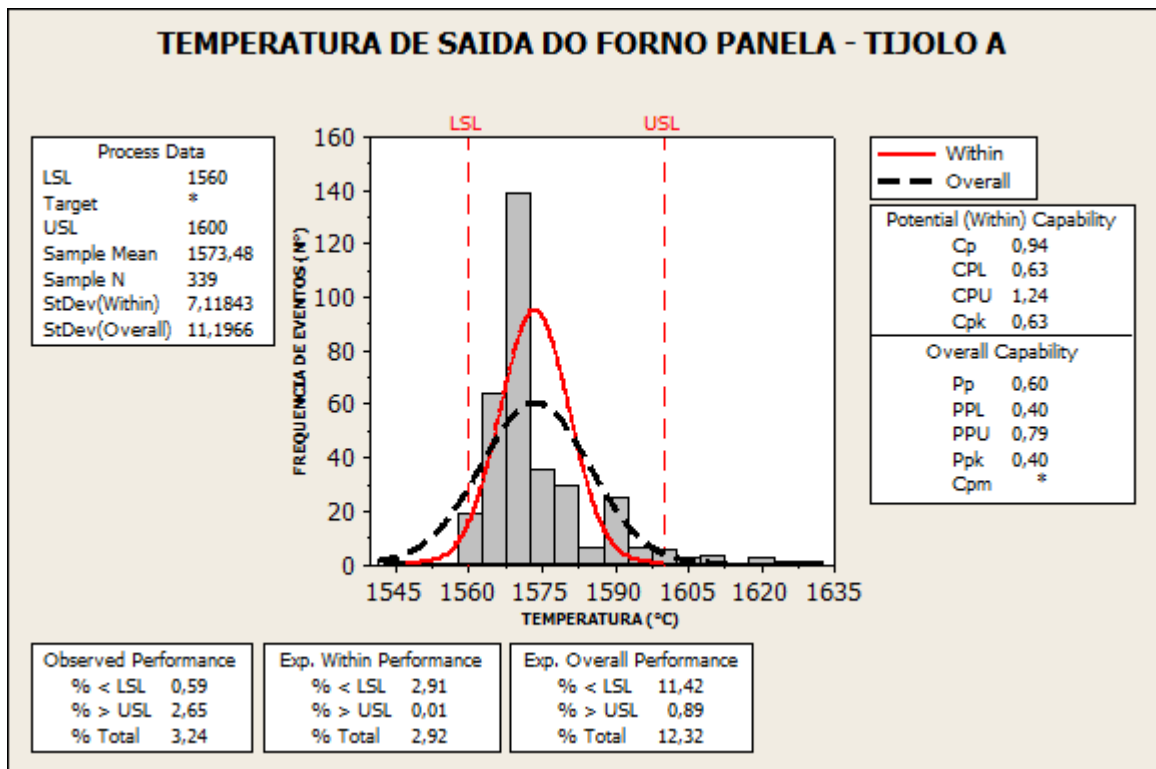 TEMPERATURA DE SAIDA DO FORNO PANELA - TIJOLO A
Process Data
LSL 1560
Target *
USL 1600
Sample Mean 1573,48
Sample N 339
StDev(Within) 7,11843
StDev(Overall) 11,1966
LSL USL
FREQUENCIA DE EVENTOS (N°)
160
140
120
100
80
60
40
20
0
1545 1560 1575 1590 1605 1620 1635
TEMPERATURA (°C)
Within
Overall
Potential (Within) Capability
Cp 0,94
CPL 0,63
CPU 1,24
Cpk 0,63
Overall Capability
Pp 0,60
PPL 0,40
PPU 0,79
Ppk 0,40
Cpm *
Observed Performance
% < LSL 0,59
% > USL 2,65
% Total 3,24
Exp. Within Performance
% < LSL 2,91
% > USL 0,01
% Total 2,92
Exp. Overall Performance
% < LSL 11,42
% > USL 0,89
% Total 12,32